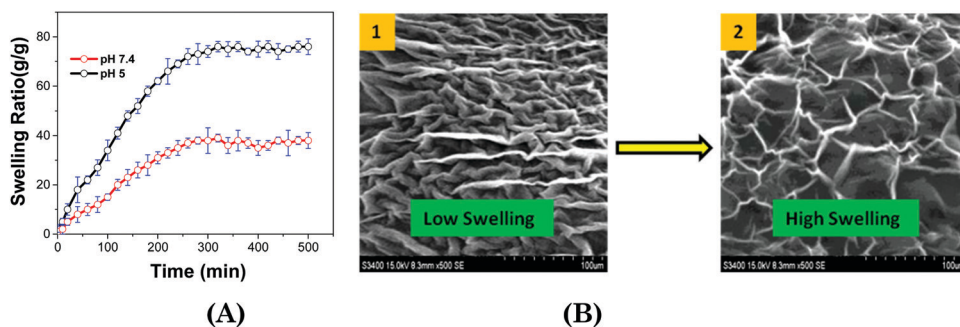 80
60
40
20
0
Swelling Ratio(g/g)
pH 7.4
pH 5
0 100 200 300 400 500
Time (min)
(A)
1
Low Swelling
S3400 15.0kV 8.3mm x500 SE 100um
2
High Swelling
S3400 15.0kV 8.3mm x500 SE 100um
(B)